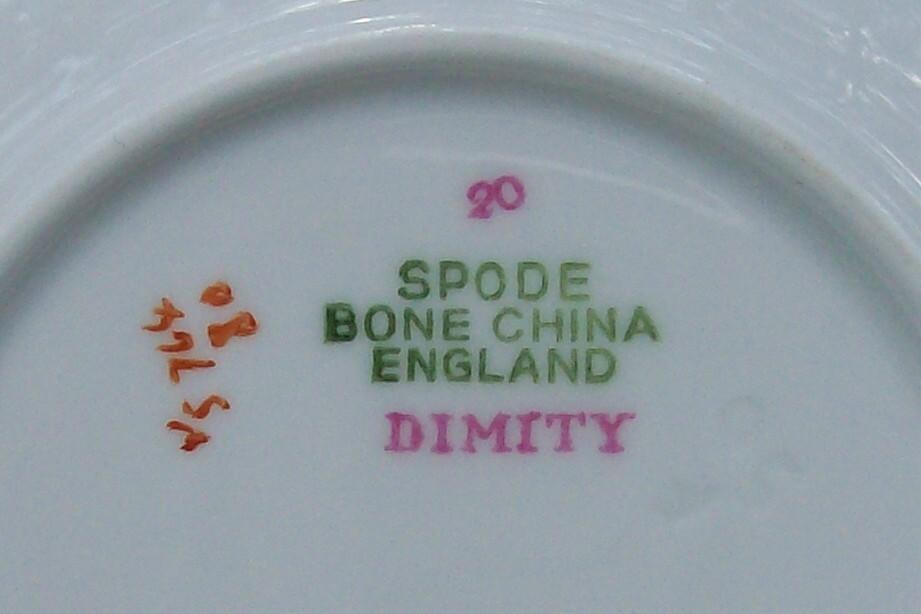 20
SPODE
BONE CHINA
ENGLAND
DIMITY